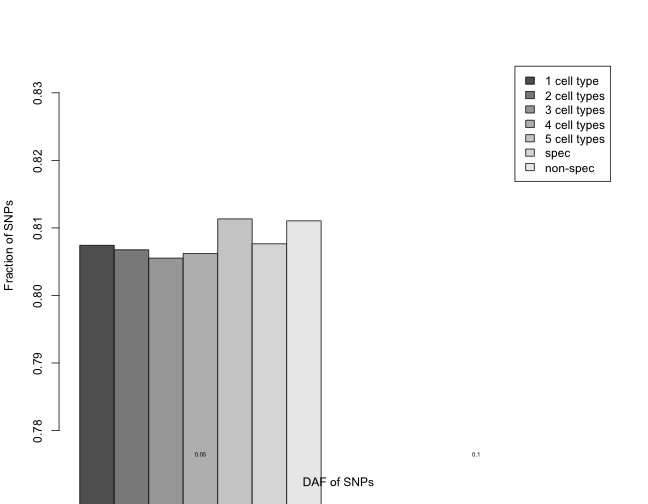 1 cell type
2 cell types
3 cell types
4 cell types
5 cell types
spec
non-spec
Fraction of SNPs
0.83
0.82
0.81
0.80
0.79
0.78
0.05
0.1
DAF of SNPs